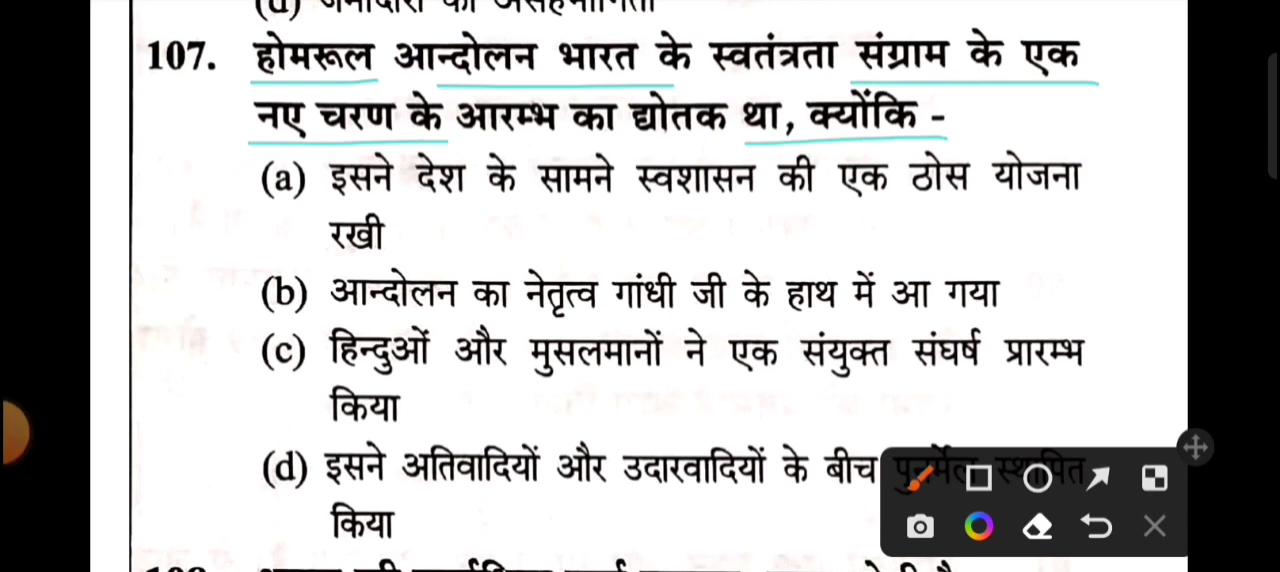 107. होमरूल आन्दोलन भारत के स्वतंत्रता संग्राम के एक
नए चरण के आरम्भ का द्योतक था, क्योंकि -
(a) इसने देश के सामने स्वशासन की एक ठोस योजना
रखी
(b) आन्दोलन का नेतृत्व गांधी जी के हाथ में आ गया
(c) हिन्दुओं और मुसलमानों ने एक संयुक्त संघर्ष प्रारम्भ
किया
(d) इसने अतिवादियों और उदारवादियों के बीच पुनर्मेल स्थापित
किया